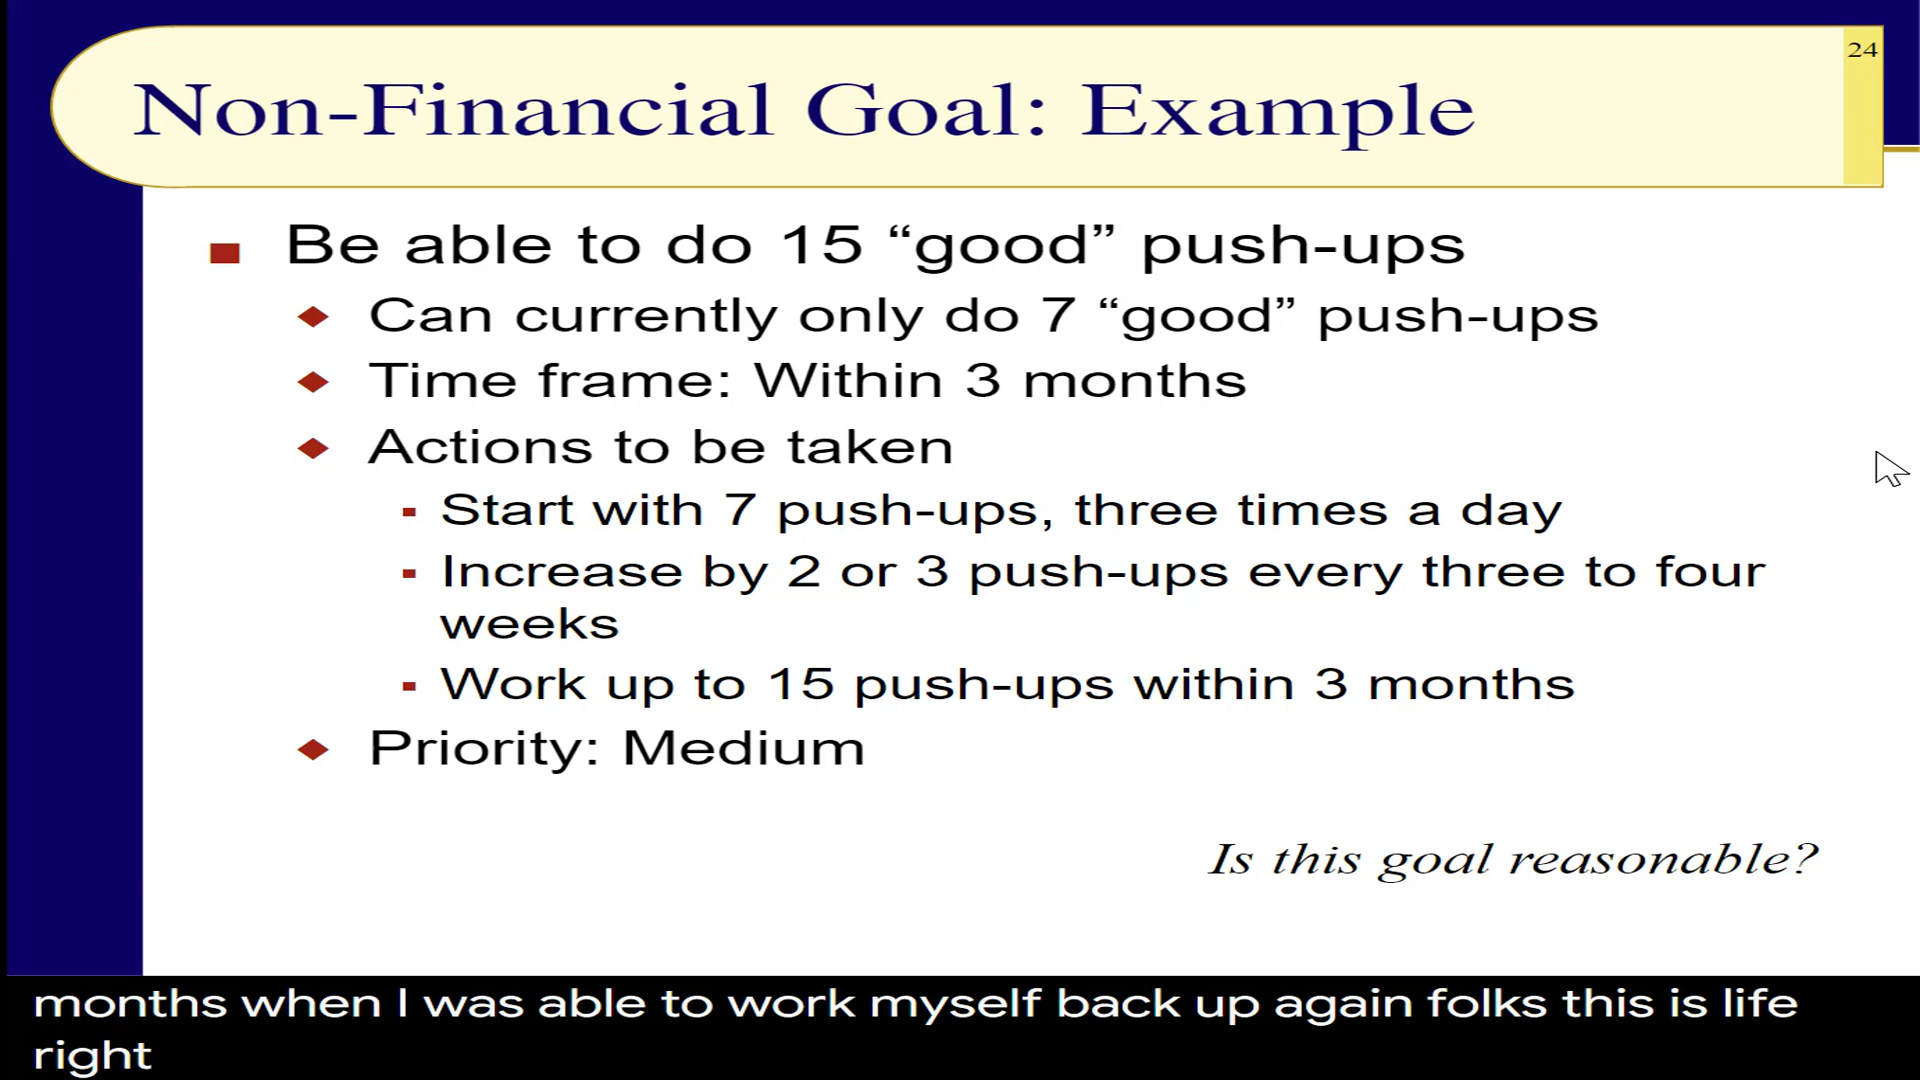 24
Non-Financial Goal: Example
Be able to do 15 “good” push-ups
Can currently only do 7 “good” push-ups
Time frame: Within 3 months
Actions to be taken
Start with 7 push-ups, three times a day
Increase by 2 or 3 push-ups every three to four
weeks
Work up to 15 push-ups within 3 months
Priority: Medium
Is this goal reasonable?
months when I was able to work myself back up again folks this is life
right